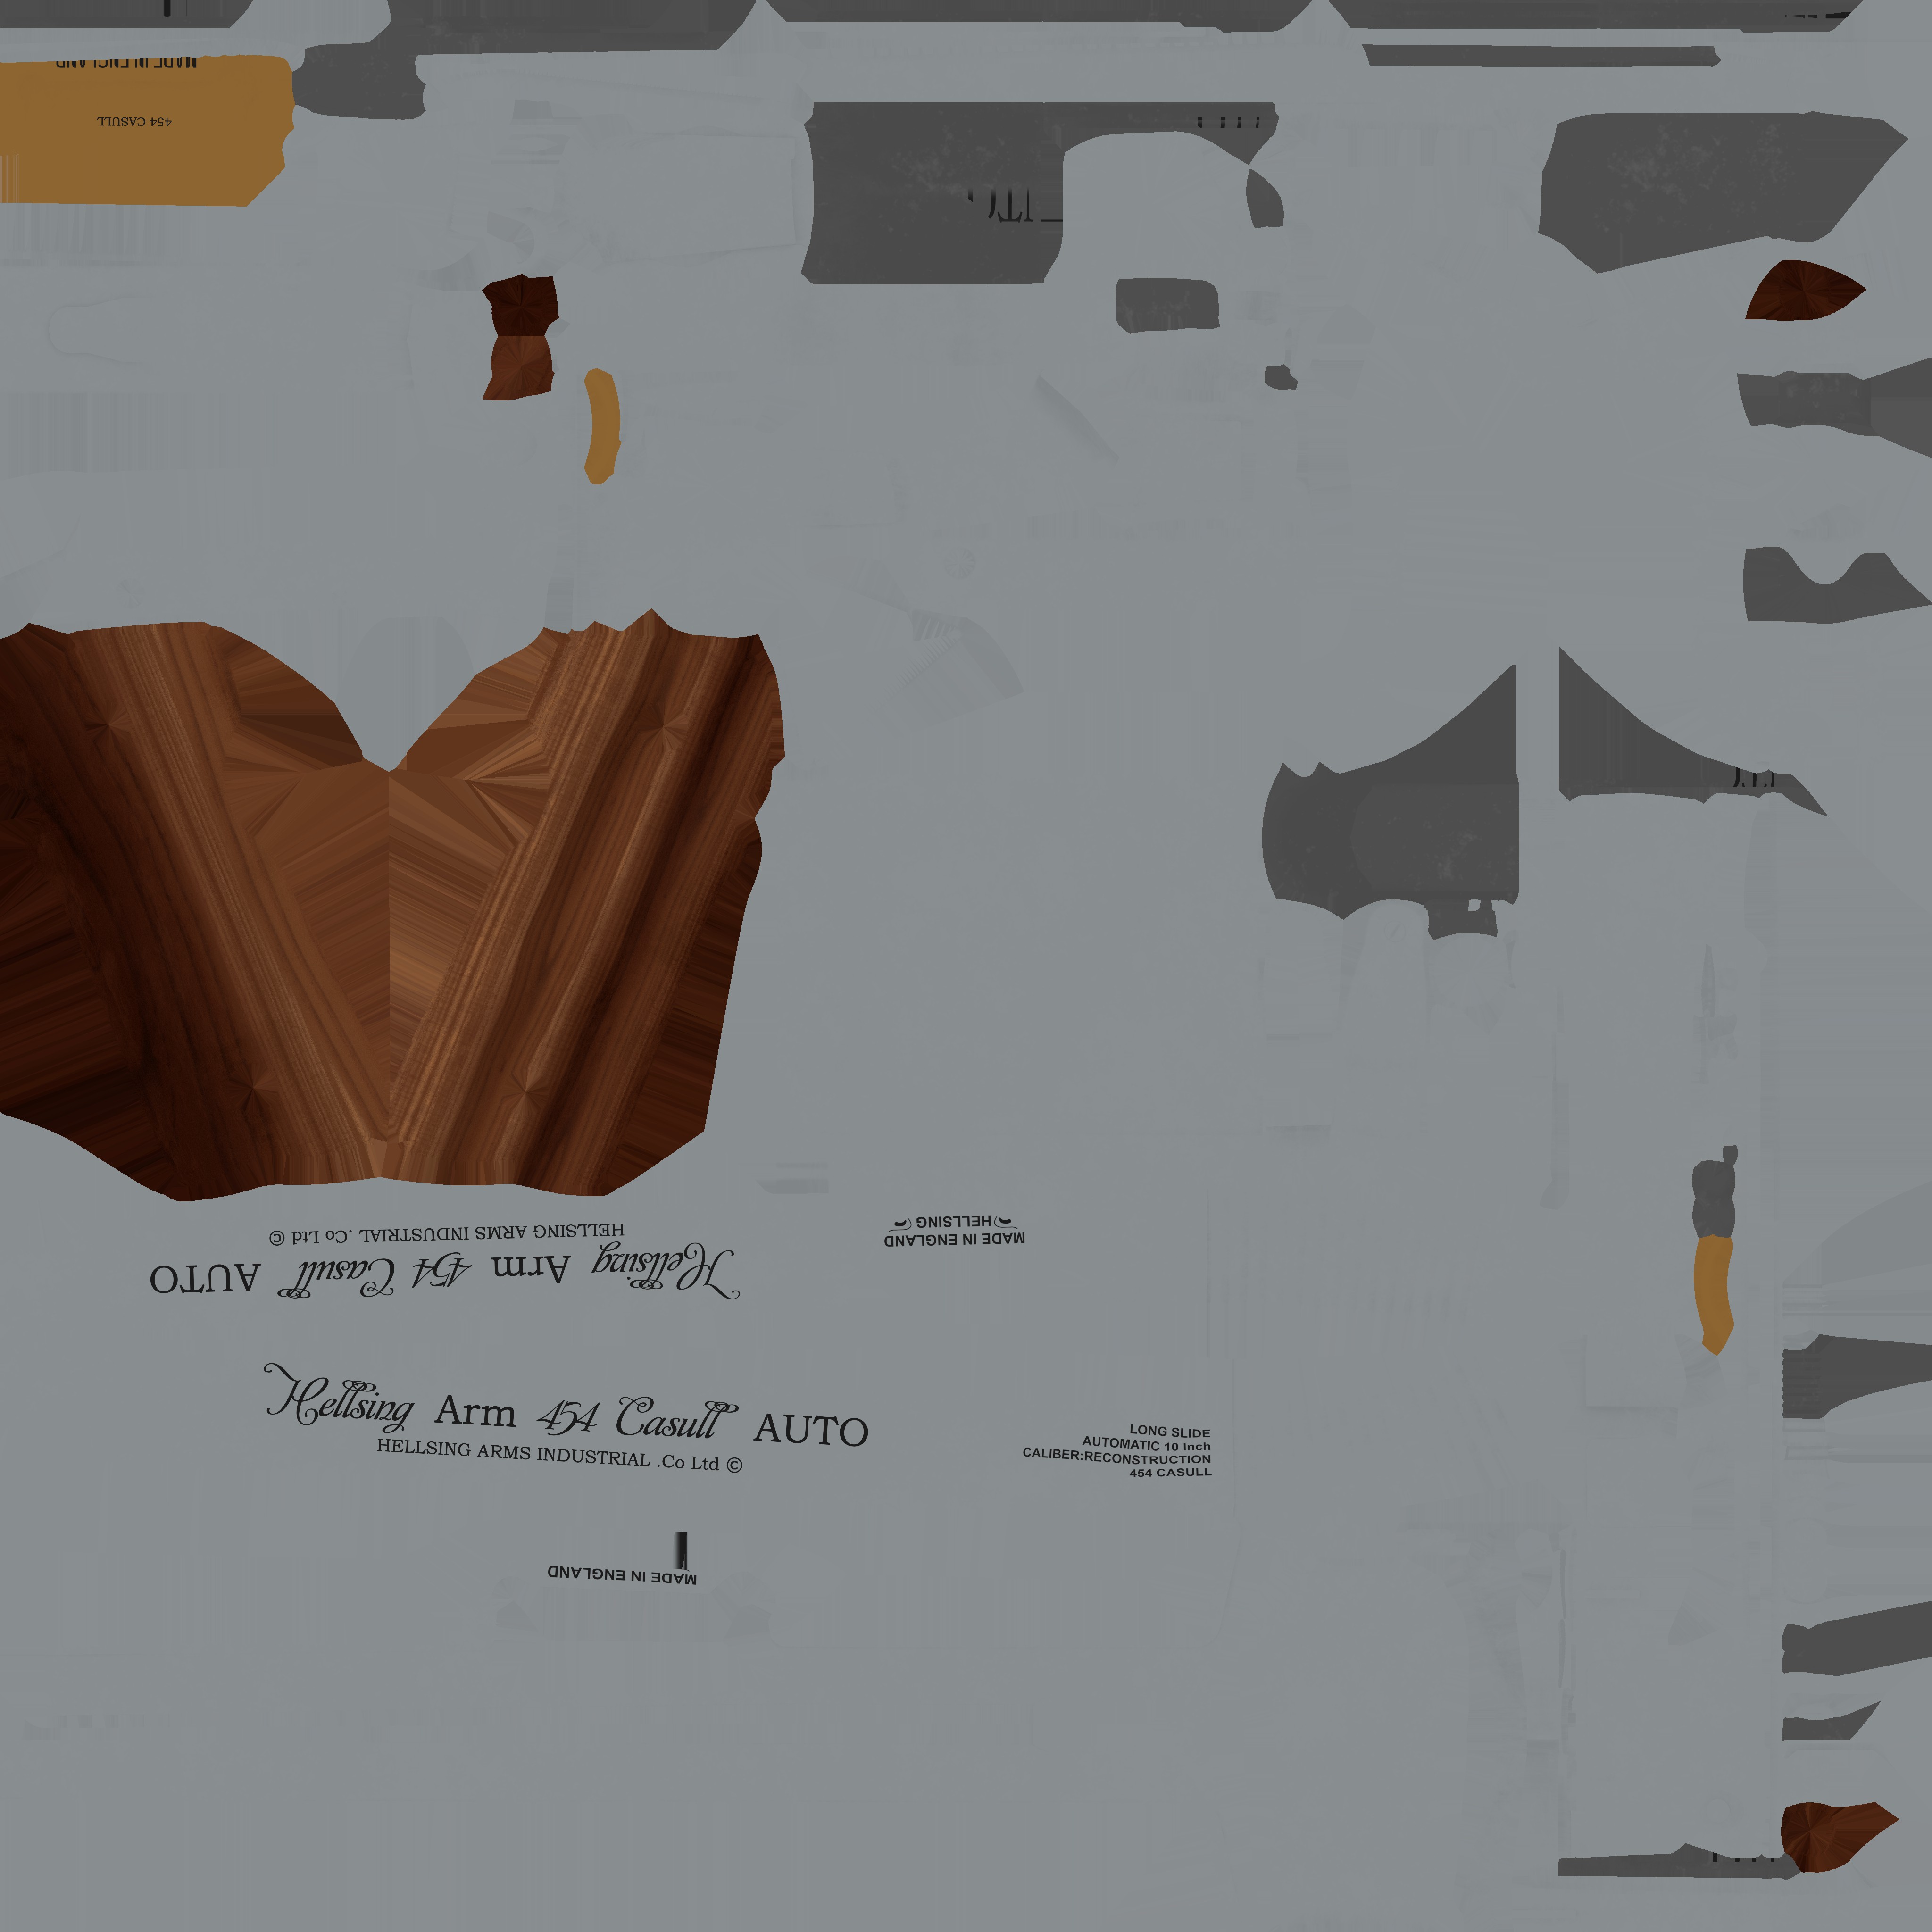 MADE IN ENGLAND
454 CASULL
HELLSING ARMS INDUSTRIAL .Co Ltd ©
Hellsing Arm 454 Casull AUTO
HELLSING
MADE IN ENGLAND
Hellsing Arm 454 Casull AUTO
HELLSING ARMS INDUSTRIAL .Co Ltd ©
LONG SLIDE
AUTOMATIC 10 Inch
CALIBER:RECONSTRUCTION
454 CASULL
MADE IN ENGLAND